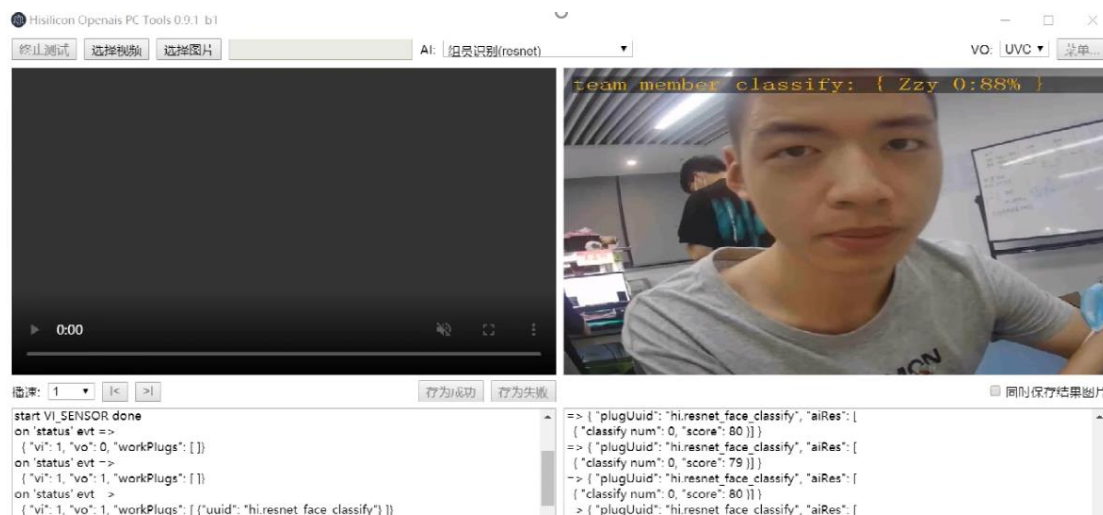 Hisilicon Openais PC Tools 0.9.1 b1
终止测试 选择视频 选择图片 AI: 组员识别(resnet) VO: UVC 菜单...
team member classify: { Zzy 0:88% }
0:00
播速: 1 |< >| 存为成功 存为失败 同时保存结果图片
start VI_SENSOR done
on 'status' evt =>
{ "vi": 1, "vo": 0, "workPlugs": [ ]}
on 'status' evt =>
{ "vi": 1, "vo": 1, "workPlugs": [ ]}
on 'status' evt >
{ "vi": 1, "vo": 1, "workPlugs": [ {"uuid": "hi.resnet_face_classify"} ]}
=> { "plugUuid": "hi.resnet_face_classify", "aiRes": [
{ "classify num": 0, "score": 80 }] }
=> { "plugUuid": "hi.resnet_face_classify", "aiRes": [
{ "classify num": 0, "score": 79 }] }
=> { "plugUuid": "hi.resnet_face_classify", "aiRes": [
{ "classify num": 0, "score": 80 }] }
> { "plugUuid": "hi.resnet_face_classify", "aiRes": [